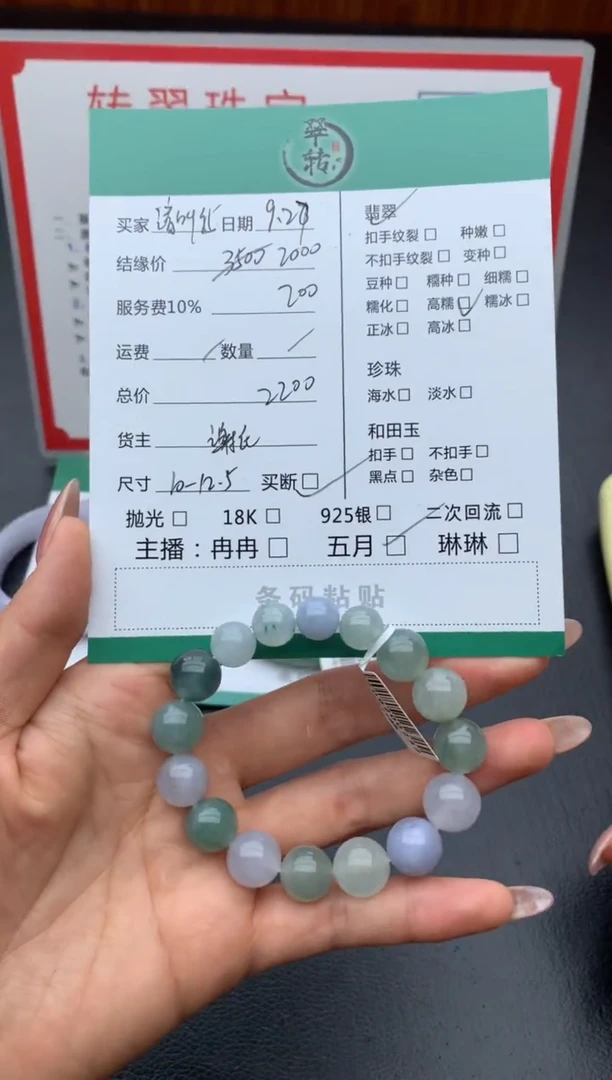 转翠珠宝
翠转
买家 日期 9.27
结缘价 3500 2000
服务费10% 200
运费 / 数量 /
总价 2200
货主
尺寸 10-12.5 买断☐
翡翠
扣手纹裂☐ 种嫩☐
不扣手纹裂☐ 变种☐
豆种☐ 糯种☐ 细糯☐
糯化☐ 高糯☑ 糯冰☐
正冰☐ 高冰☐
珍珠
海水☐ 淡水☐
和田玉
扣手☐ 不扣手☐
黑点☐ 杂色☐
抛光☐ 18K☐ 925银☐ 二次回流☐
主播：冉冉☐ 五月☐ 琳琳☐
条码粘贴